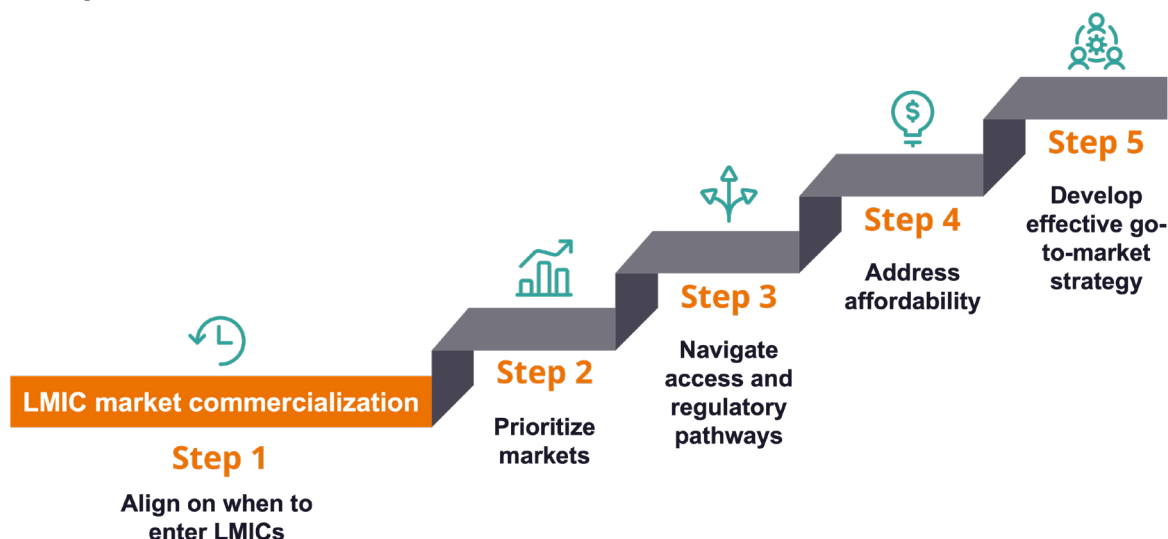 LMIC market commercialization
Step 1
Align on when to
enter LMICs
Step 2
Prioritize
markets
Step 3
Navigate
access and
regulatory
pathways
Step 4
Address
affordability
Step 5
Develop
effective go-
to-market
strategy